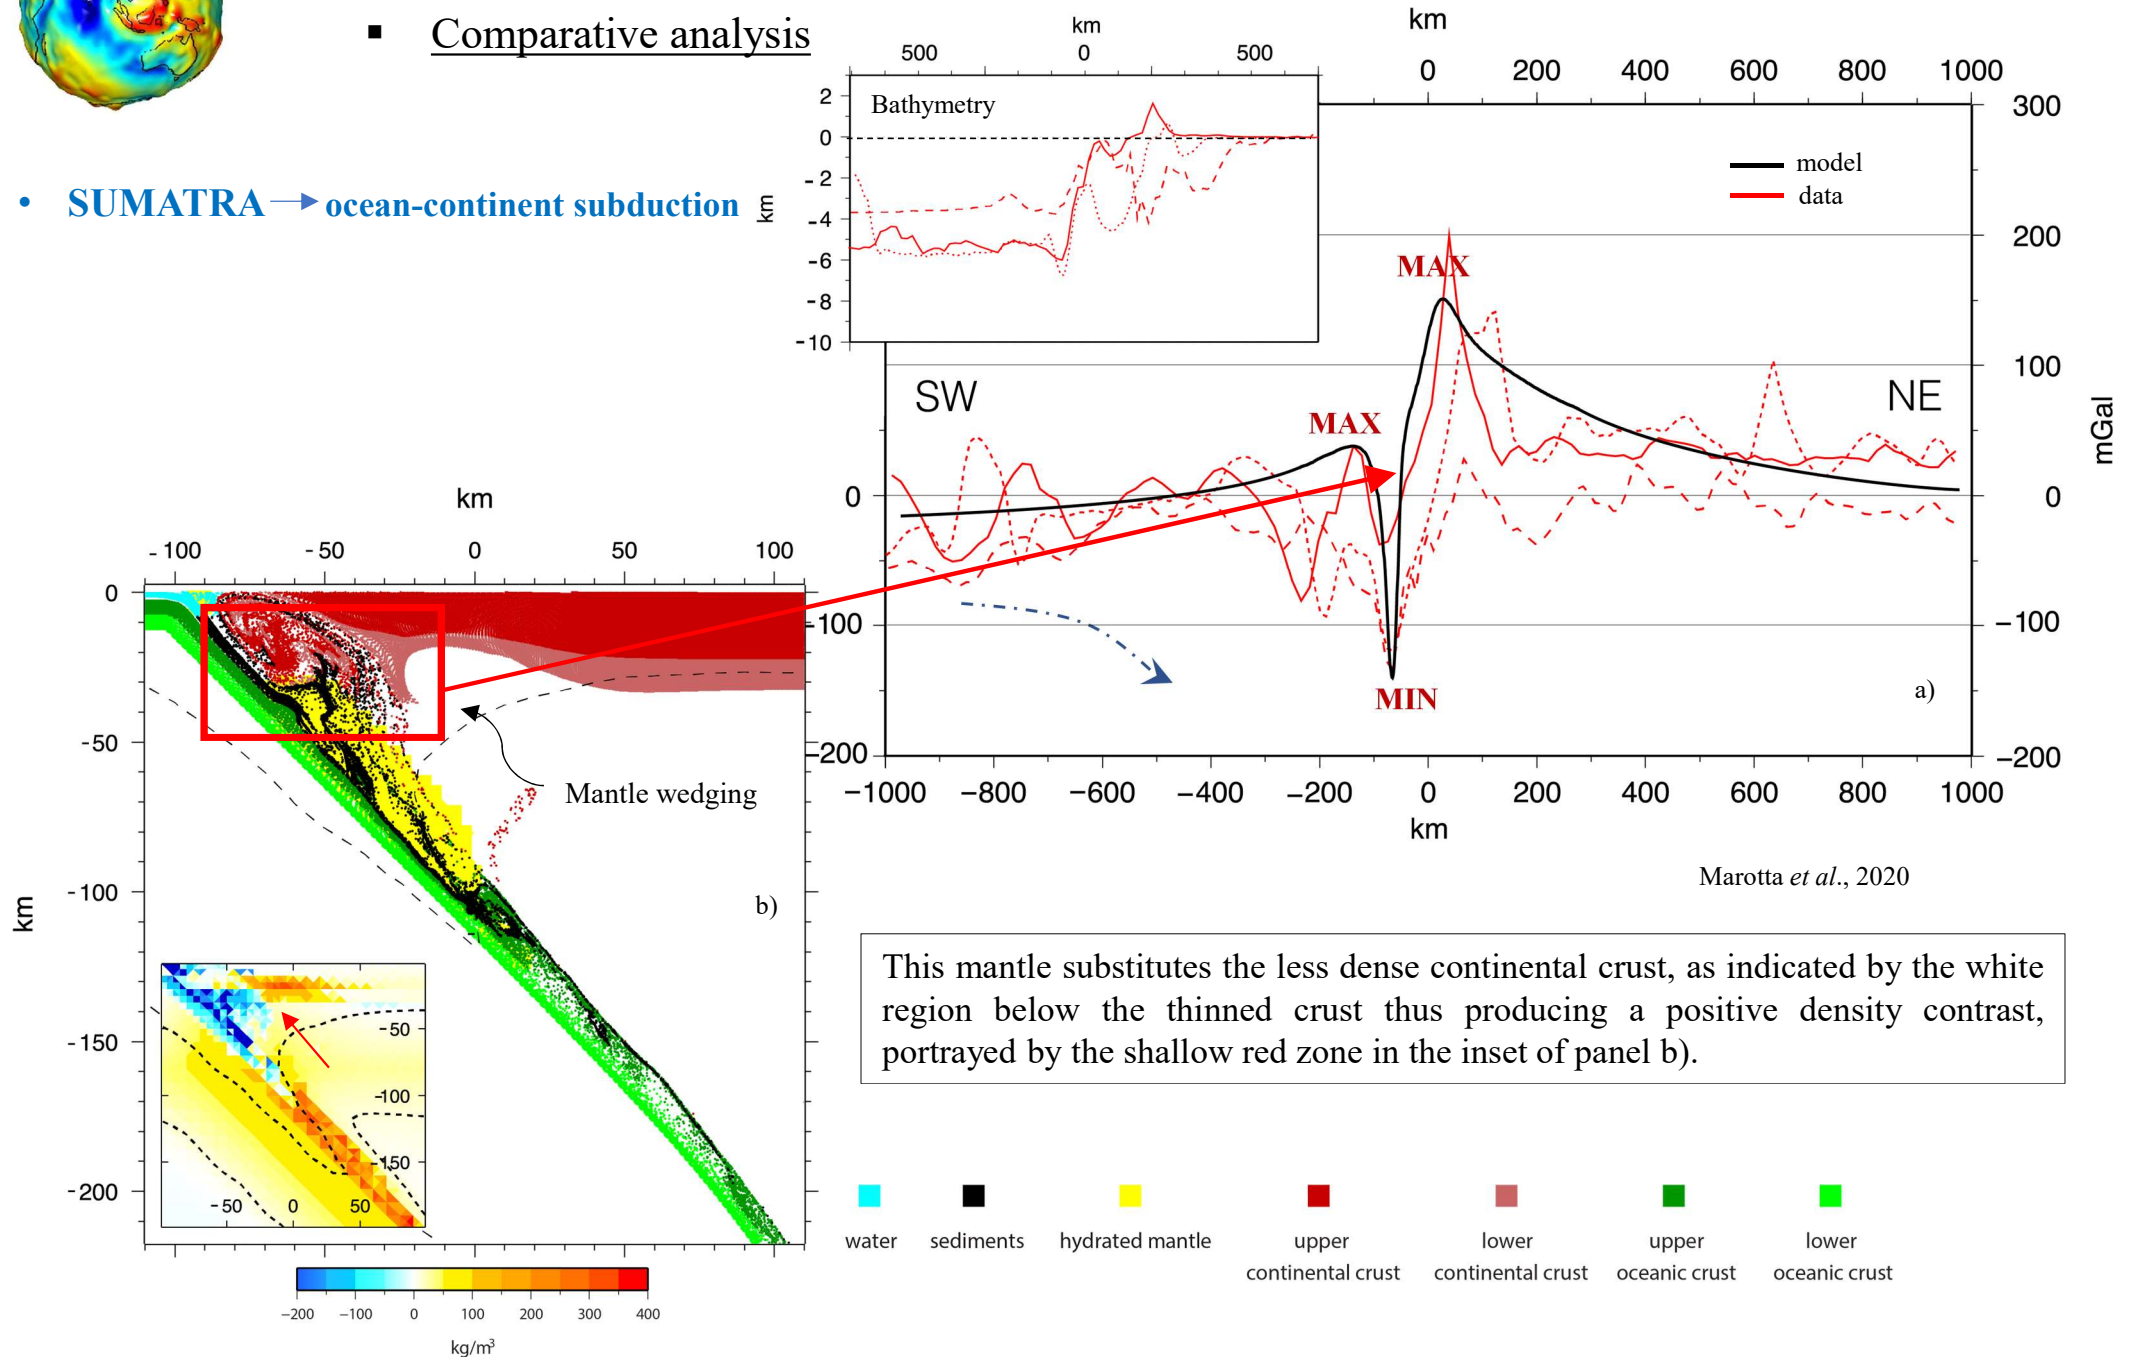 ▪ Comparative analysis
• SUMATRA → ocean-continent subduction
km
500 0 500
Bathymetry
2
0
-2
-4
-6
-8
-10
km
km
0 200 400 600 800 1000
model
data
300
200
100
0
-100
-200
mGal
SW
NE
MAX
MAX
MIN
a)
0
-100
-200
-1000 -800 -600 -400 -200 0 200 400 600 800 1000
km
Marotta et al., 2020
km
-100 -50 0 50 100
0
-50
-100
-150
-200
km
Mantle wedging
b)
-50
-100
-150
-50 0 50
-200 -100 0 100 200 300 400
kg/m³
This mantle substitutes the less dense continental crust, as indicated by the white
region below the thinned crust thus producing a positive density contrast,
portrayed by the shallow red zone in the inset of panel b).
water sediments hydrated mantle upper lower upper lower
continental crust continental crust oceanic crust oceanic crust